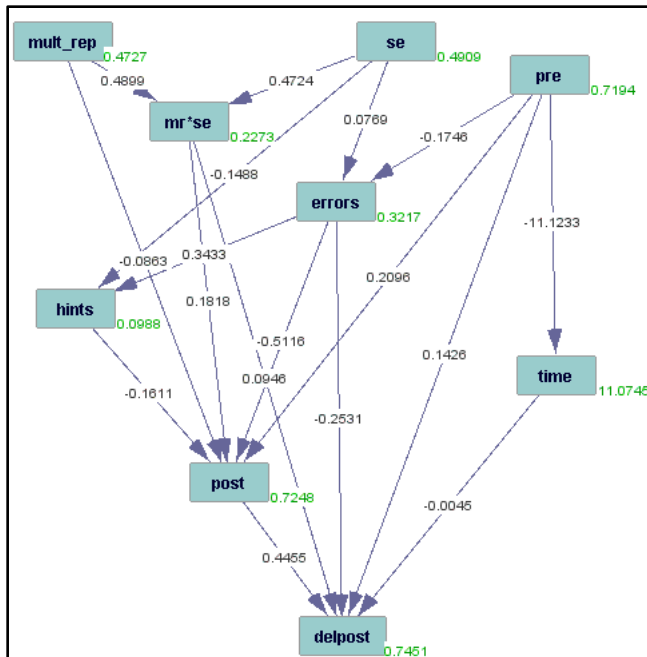 mult_rep
0.4727
se
0.4909
pre
0.7194
0.4899
0.4724
mr*se
0.2273
0.0769
-0.1746
-0.1488
errors
0.3217
-11.1233
-0.0863
0.3433
0.2096
hints
0.0988
0.1818
-0.5116
0.1426
0.0946
time
11.0745
-0.1611
-0.2531
post
0.7248
-0.0045
0.4455
delpost
0.7451